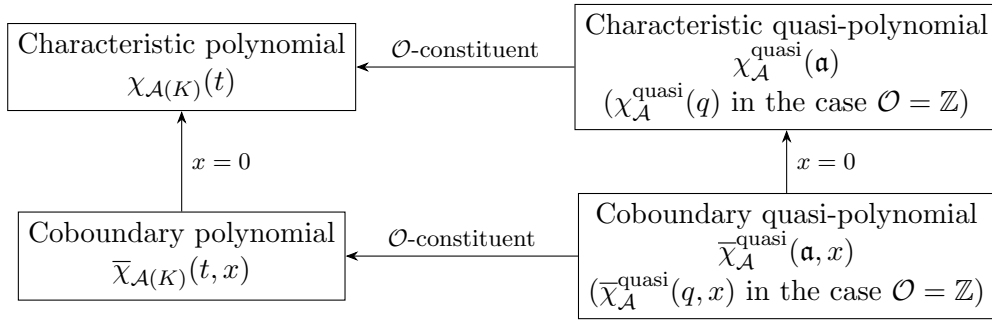 Characteristic polynomial
χ_{𝒜(K)}(t)
𝒪-constituent
Characteristic quasi-polynomial
χ_𝒜^{quasi}(𝔞)
(χ_𝒜^{quasi}(q) in the case 𝒪 = ℤ)
x = 0
x = 0
Coboundary polynomial
χ̅_{𝒜(K)}(t, x)
𝒪-constituent
Coboundary quasi-polynomial
χ̅_𝒜^{quasi}(𝔞, x)
(χ̅_𝒜^{quasi}(q, x) in the case 𝒪 = ℤ)